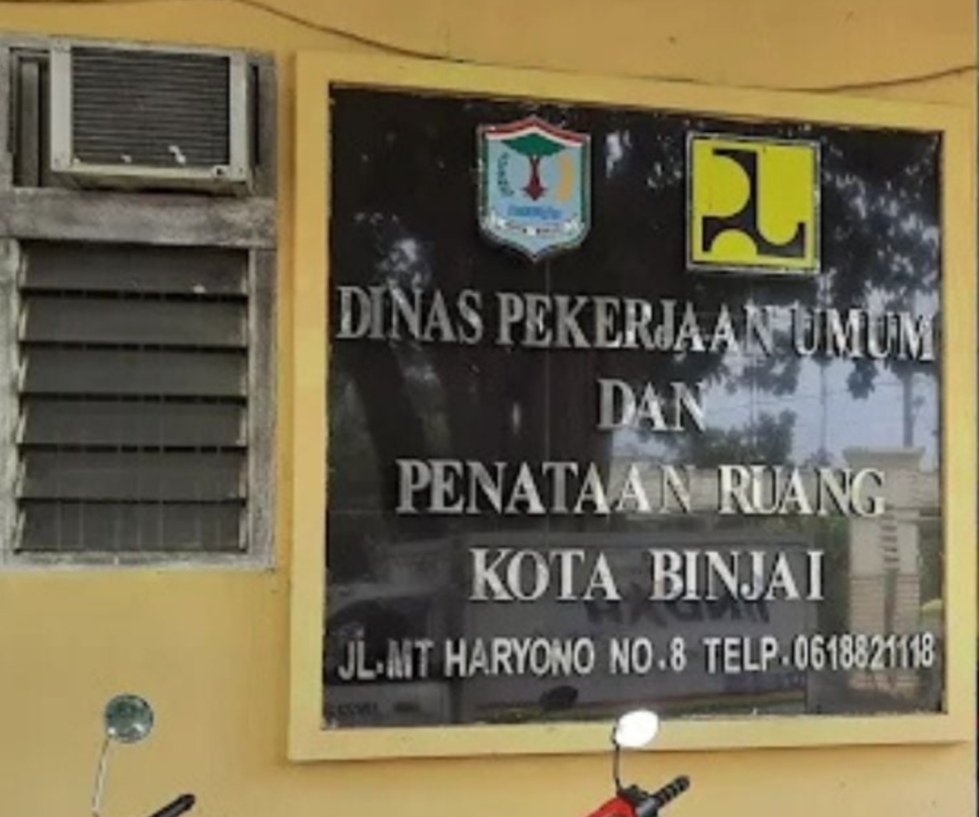 DINAS PEKERJAAN UMUM
DAN
PENATAAN RUANG
KOTA BINJAI
JL.MT HARYONO NO.8 TELP.0618821118